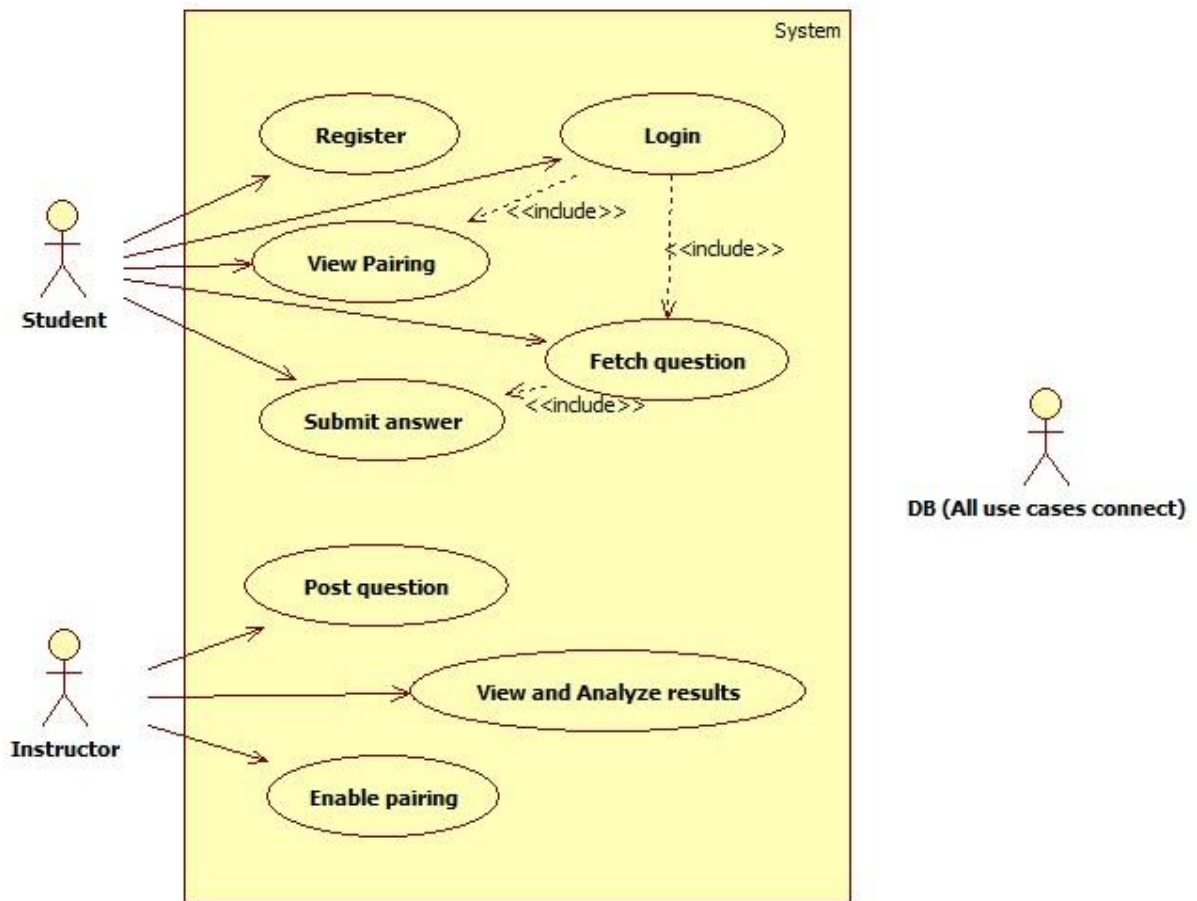 System
Register
Login
<<include>>
View Pairing
<<include>>
Student
Fetch question
<<include>>
Submit answer
DB (All use cases connect)
Post question
View and Analyze results
Instructor
Enable pairing